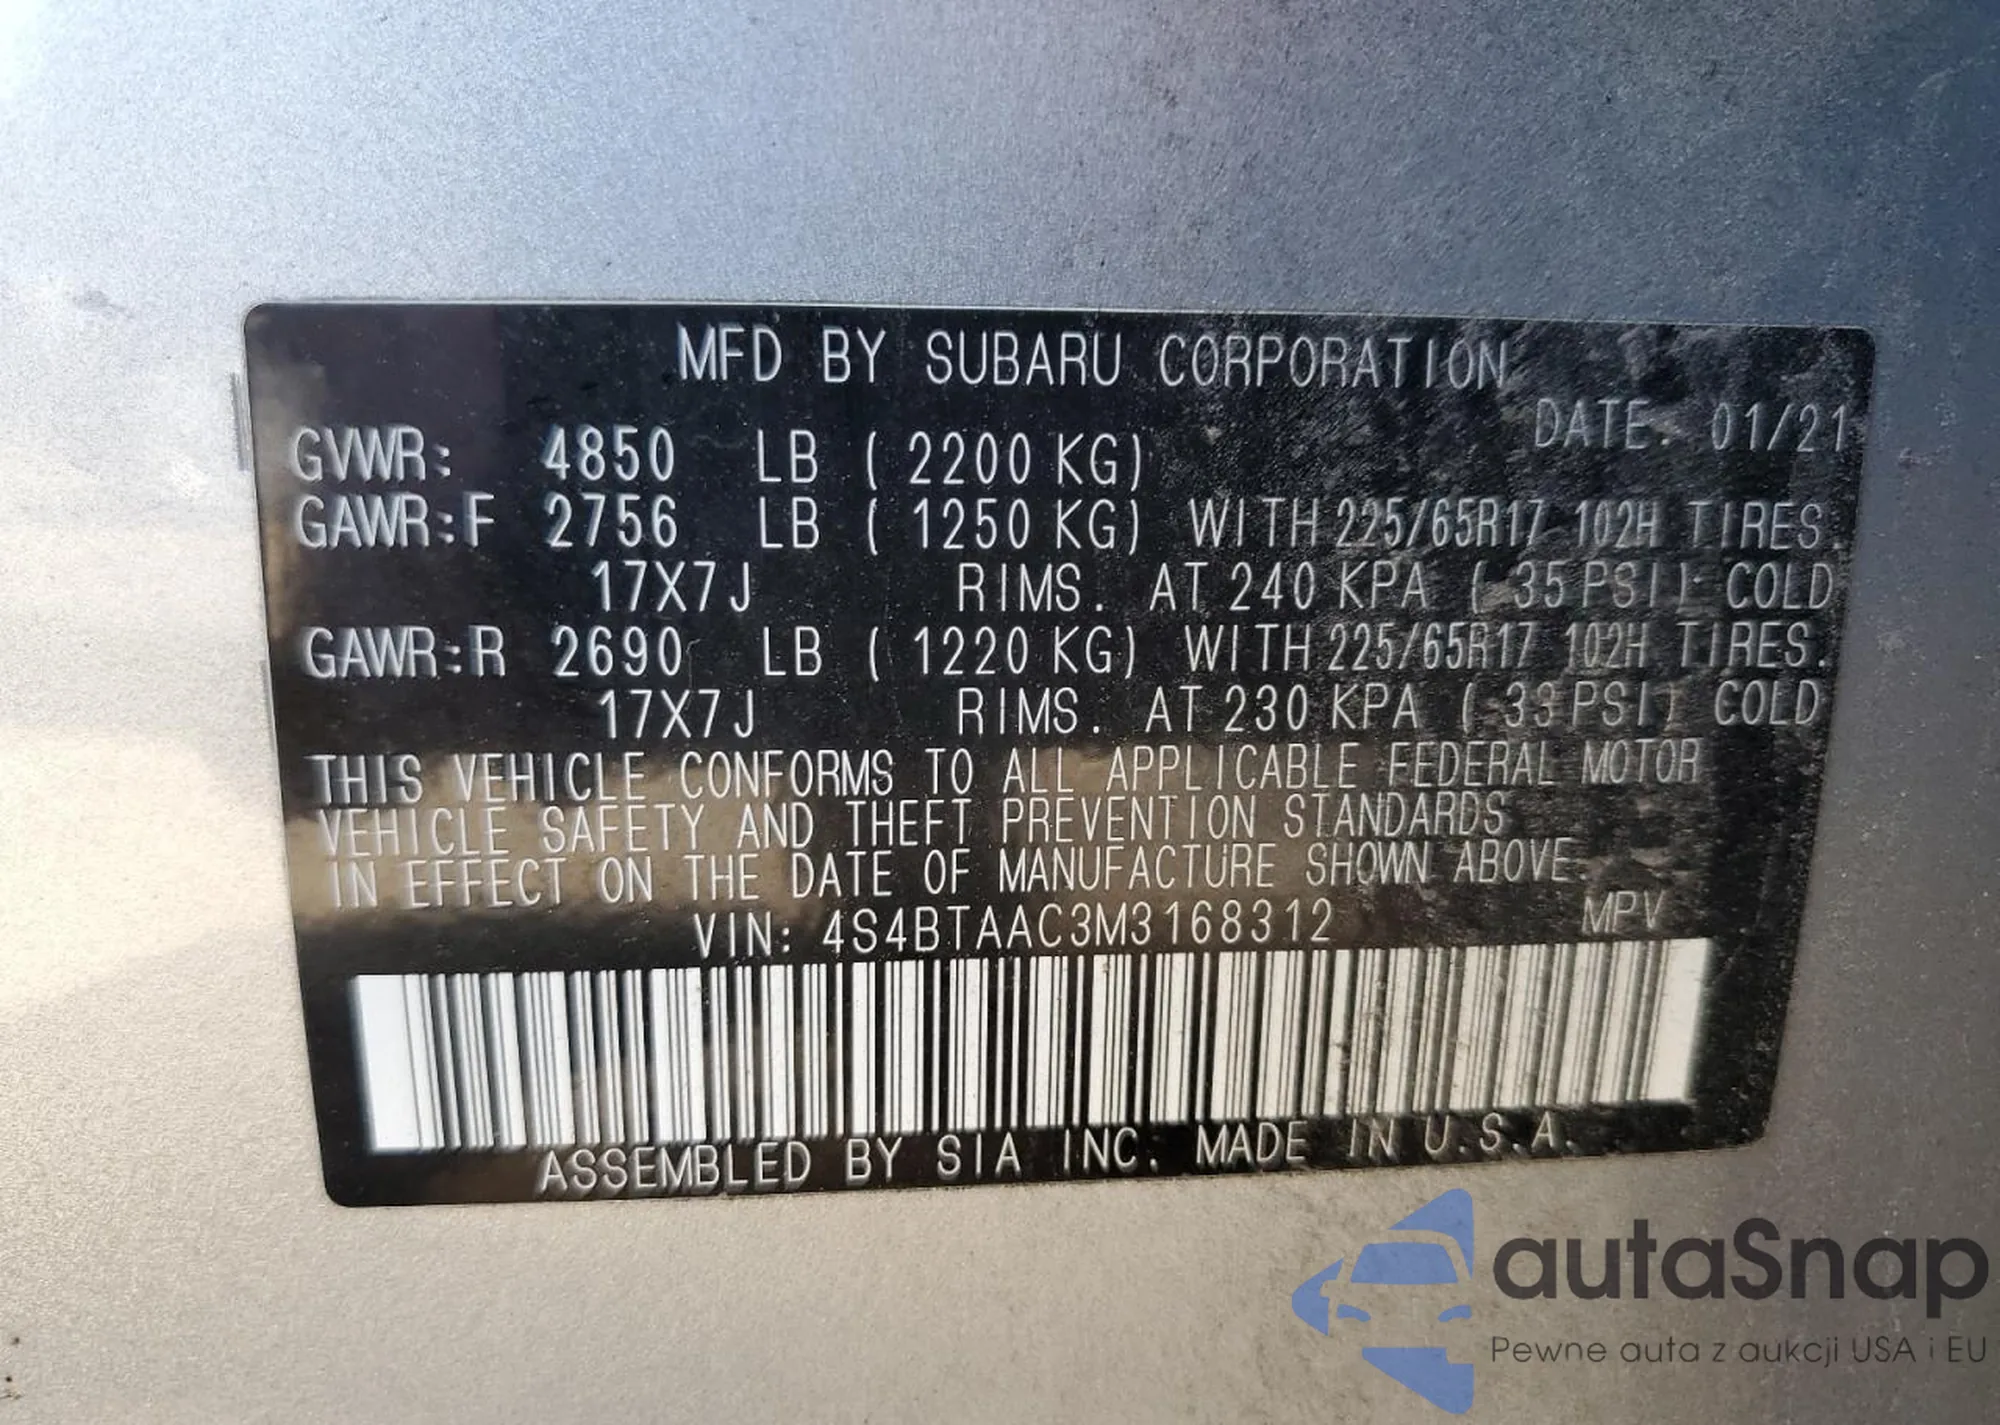 MFD BY SUBARU CORPORATION
DATE. 01/21
GVWR: 4850 LB ( 2200 KG)
GAWR:F 2756 LB ( 1250 KG) WITH 225/65R17 102H TIRES.
17X7J RIMS. AT 240 KPA ( 35 PSI) COLD
GAWR:R 2690 LB ( 1220 KG) WITH 225/65R17 102H TIRES.
17X7J RIMS. AT 230 KPA ( 33 PSI) COLD
THIS VEHICLE CONFORMS TO ALL APPLICABLE FEDERAL MOTOR
VEHICLE SAFETY AND THEFT PREVENTION STANDARDS
IN EFFECT ON THE DATE OF MANUFACTURE SHOWN ABOVE.
VIN: 4S4BTAAC3M3168312 MPV
ASSEMBLED BY SIA INC. MADE IN U.S.A.
autaSnap
Pewne auta z aukcji USA i EU